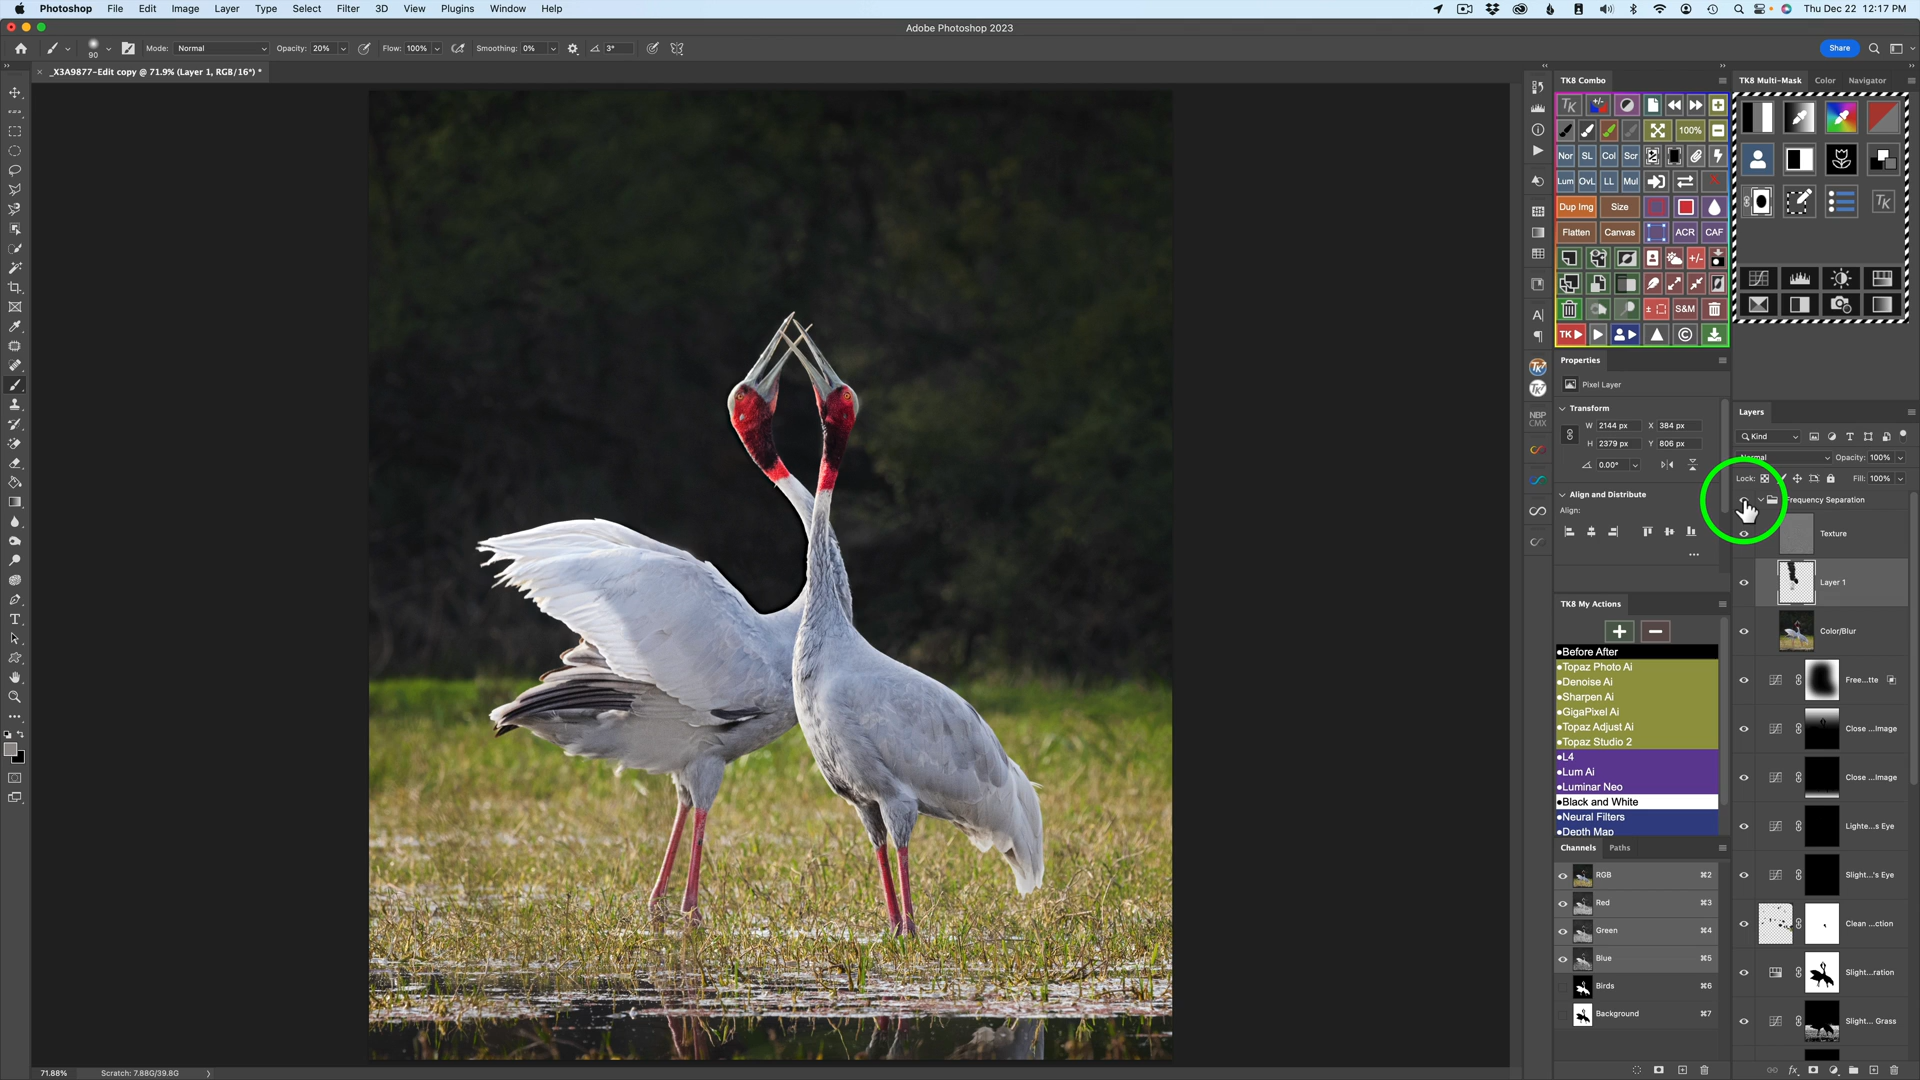 Photoshop File Edit Image Layer Type Select Filter 3D View Plugins Window Help Thu Dec 22 12:17 PM
Adobe Photoshop 2023
90 Mode: Normal Opacity: 20% Flow: 100% Smoothing: 0% 3° Share
_X3A9877-Edit copy @ 71.9% (Layer 1, RGB/16*) *
TK8 Combo
TK
100%
Nor SL Col Scr
Lum OvL LL Mul
Dup Img Size
Flatten Canvas ACR CAF
+/-
S&M
TK
TK8 Multi-Mask Color Navigator
TK
A
NBP
CMX
Properties
Pixel Layer
Transform
W 2144 px X 384 px
H 2379 px Y 806 px
0.00°
Align and Distribute
Align:
TK8 My Actions
Before After
Topaz Photo Ai
Denoise Ai
Sharpen Ai
GigaPixel Ai
Topaz Adjust Ai
Topaz Studio 2
L4
Lum Ai
Luminar Neo
Black and White
Neural Filters
Depth Map
Channels Paths
RGB ⌘2
Red ⌘3
Green ⌘4
Blue ⌘5
Birds ⌘6
Background ⌘7
Layers
Kind
Normal Opacity: 100%
Lock: Fill: 100%
Frequency Separation
Texture
Layer 1
Color/Blur
Free...tte
Close ...Image
Close ...Image
Lighte...s Eye
Slight...'s Eye
Clean ...ction
Slight...ration
Slight... Grass
71.88% Scratch: 7.88G/39.8G
fx